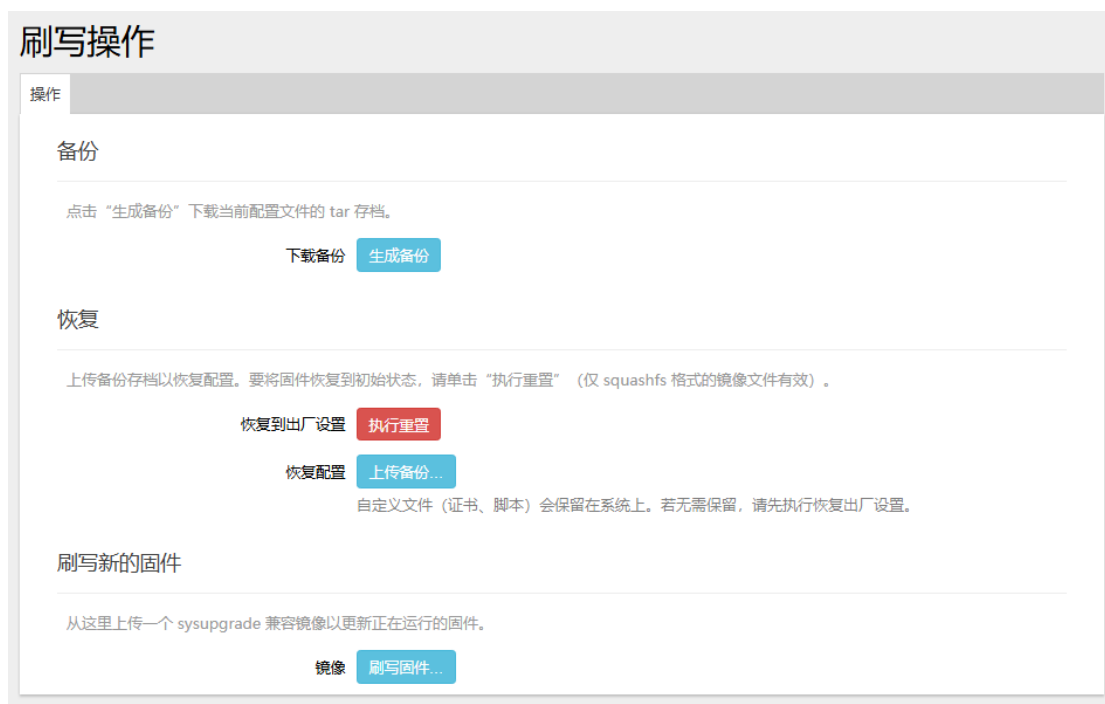 刷写操作
操作
备份
点击“生成备份”下载当前配置文件的 tar 存档。
下载备份 生成备份
恢复
上传备份存档以恢复配置。要将固件恢复到初始状态，请单击“执行重置”（仅 squashfs 格式的镜像文件有效）。
恢复到出厂设置 执行重置
恢复配置 上传备份...
自定义文件（证书、脚本）会保留在系统上。若无需保留，请先执行恢复出厂设置。
刷写新的固件
从这里上传一个 sysupgrade 兼容镜像以更新正在运行的固件。
镜像 刷写固件...